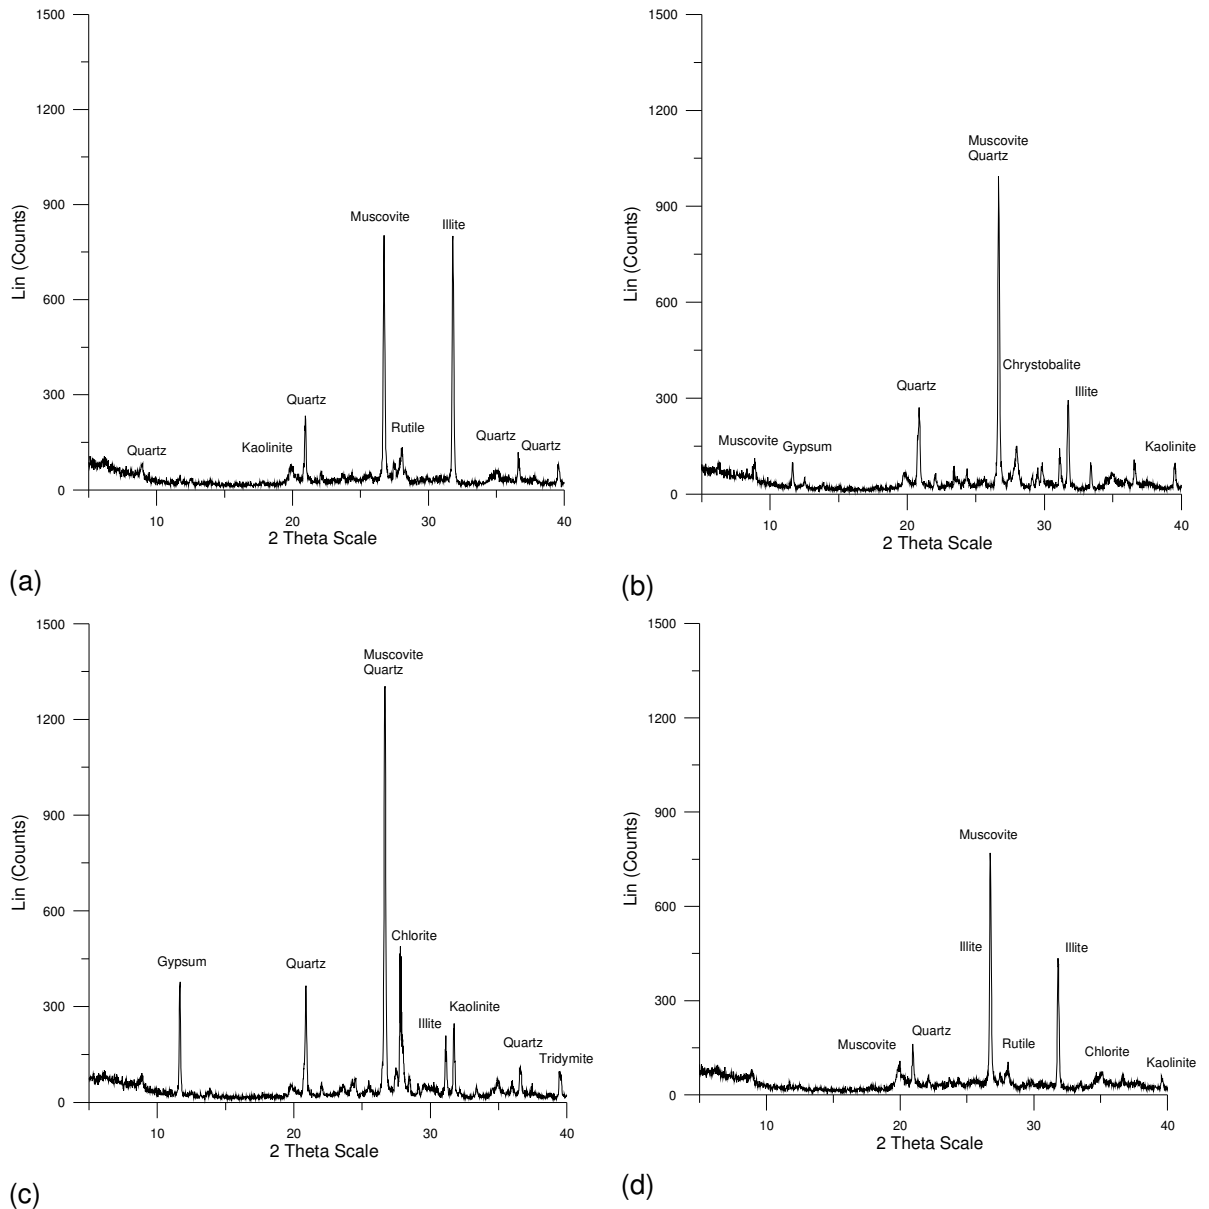 1500
1200
900
600
300
0
Lin (Counts)
Muscovite
Illite
Quartz
Rutile
Kaolinite
Quartz
Quartz
Quartz
10
20
30
40
2 Theta Scale
(a)
1500
1200
900
600
300
0
Lin (Counts)
Muscovite
Quartz
Chrystobalite
Quartz
Illite
Muscovite
Gypsum
Kaolinite
10
20
30
40
2 Theta Scale
(b)
1500
1200
900
600
300
0
Lin (Counts)
Muscovite
Quartz
Chlorite
Gypsum
Quartz
Kaolinite
Illite
Quartz
Tridymite
10
20
30
40
2 Theta Scale
(c)
1500
1200
900
600
300
0
Lin (Counts)
Muscovite
Illite
Illite
Quartz
Muscovite
Rutile
Chlorite
Kaolinite
10
20
30
40
2 Theta Scale
(d)